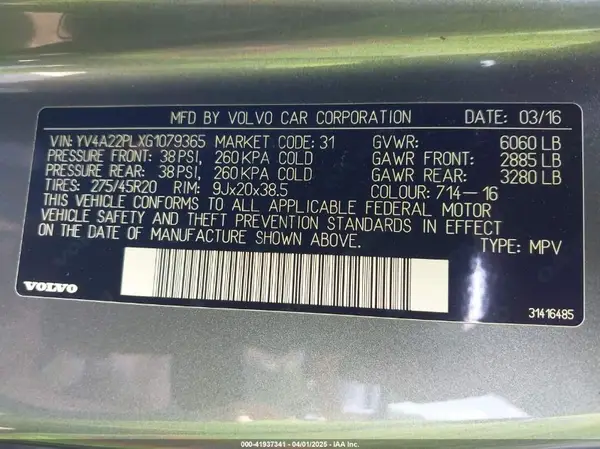 MFD BY VOLVO CAR CORPORATION DATE: 03/16
VIN: YV4A22PLXG1079365 MARKET CODE: 31 GVWR: 6060 LB
PRESSURE FRONT: 38 PSI, 260 KPA COLD GAWR FRONT: 2885 LB
PRESSURE REAR: 38 PSI, 260 KPA COLD GAWR REAR: 3280 LB
TIRES: 275/45R20 RIM: 9Jx20x38.5 COLOUR: 714-16
THIS VEHICLE CONFORMS TO ALL APPLICABLE FEDERAL MOTOR
VEHICLE SAFETY AND THEFT PREVENTION STANDARDS IN EFFECT
ON THE DATE OF MANUFACTURE SHOWN ABOVE. TYPE: MPV
VOLVO
31416485
000-41937341 - 04/01/2025 - IAA Inc.